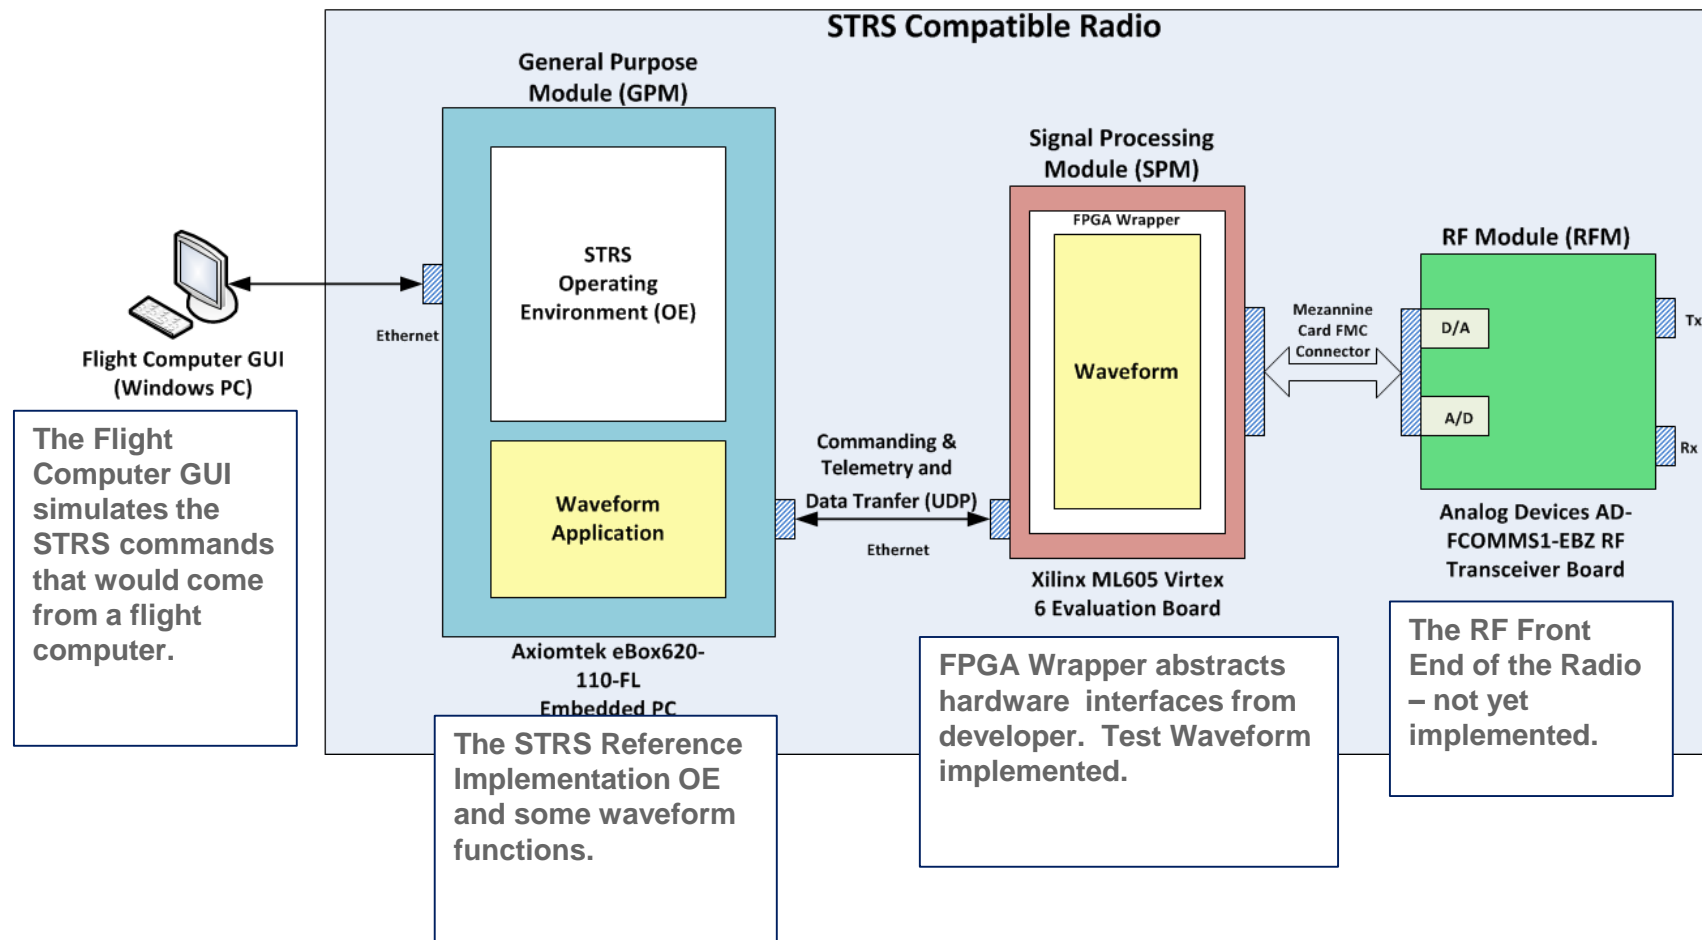 STRS Compatible Radio
General Purpose
Module (GPM)
STRS
Operating
Environment (OE)
Waveform
Application
Ethernet
Flight Computer GUI
(Windows PC)
The Flight
Computer GUI
simulates the
STRS commands
that would come
from a flight
computer.
Axiomtek eBox620-
110-FL
Embedded PC
The STRS Reference
Implementation OE
and some waveform
functions.
Commanding &
Telemetry and
Data Tranfer (UDP)
Ethernet
Signal Processing
Module (SPM)
FPGA Wrapper
Waveform
Xilinx ML605 Virtex
6 Evaluation Board
FPGA Wrapper abstracts
hardware interfaces from
developer. Test Waveform
implemented.
Mezannine
Card FMC
Connector
RF Module (RFM)
D/A
A/D
Tx
Rx
Analog Devices AD-
FCOMMS1-EBZ RF
Transceiver Board
The RF Front
End of the Radio
– not yet
implemented.